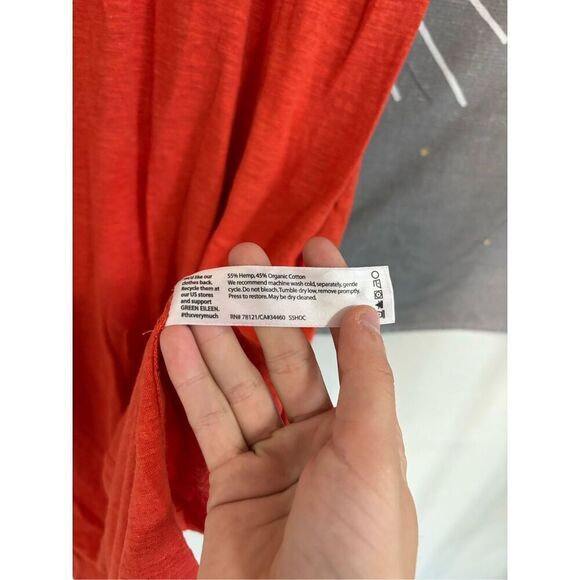 clothes back.
Recycle them at
our US stores
and support
GREEN EILEEN.
#thxverymuch
55% Hemp, 45% Organic Cotton
We recommend machine wash cold, separately, gentle
cycle. Do not bleach. Tumble dry low, remove promptly.
Press to restore. May be dry cleaned.
RN# 78121/CA#34460 SSHOC